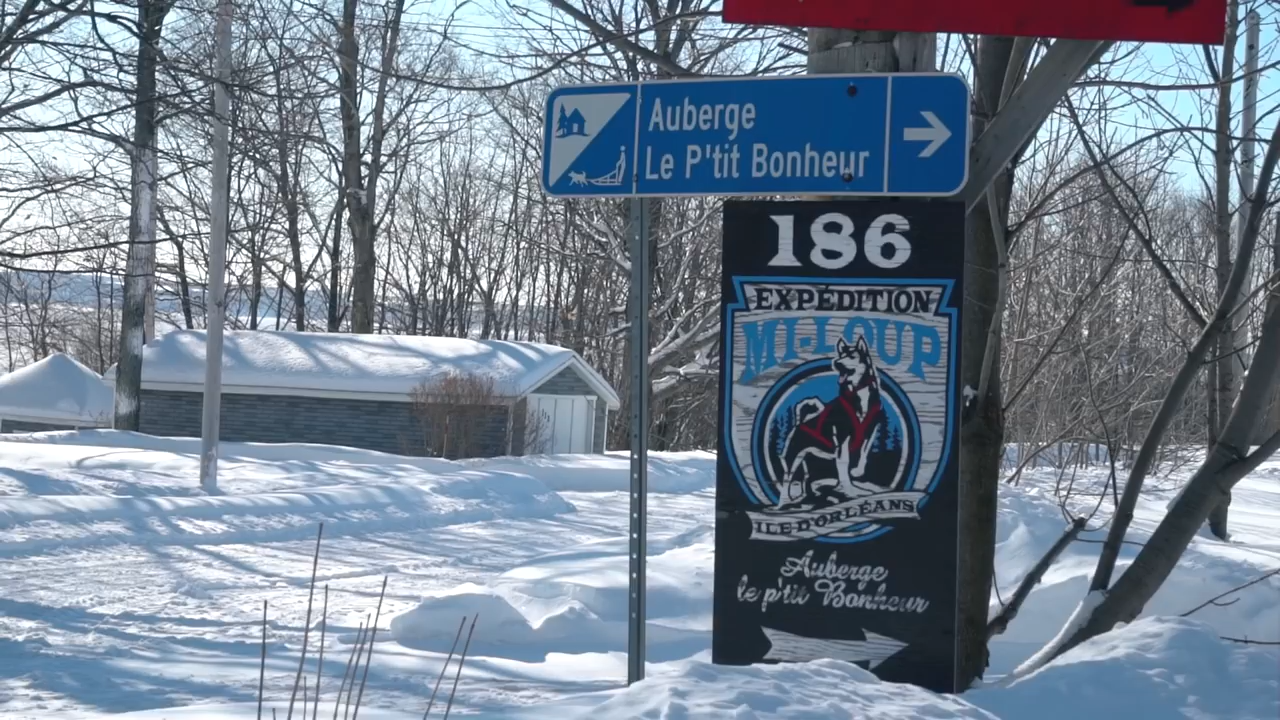 Auberge
Le P'tit Bonheur
186
EXPÉDITION
MI-LOUP
ILE D'ORLÉANS
Auberge
le p'tit Bonheur